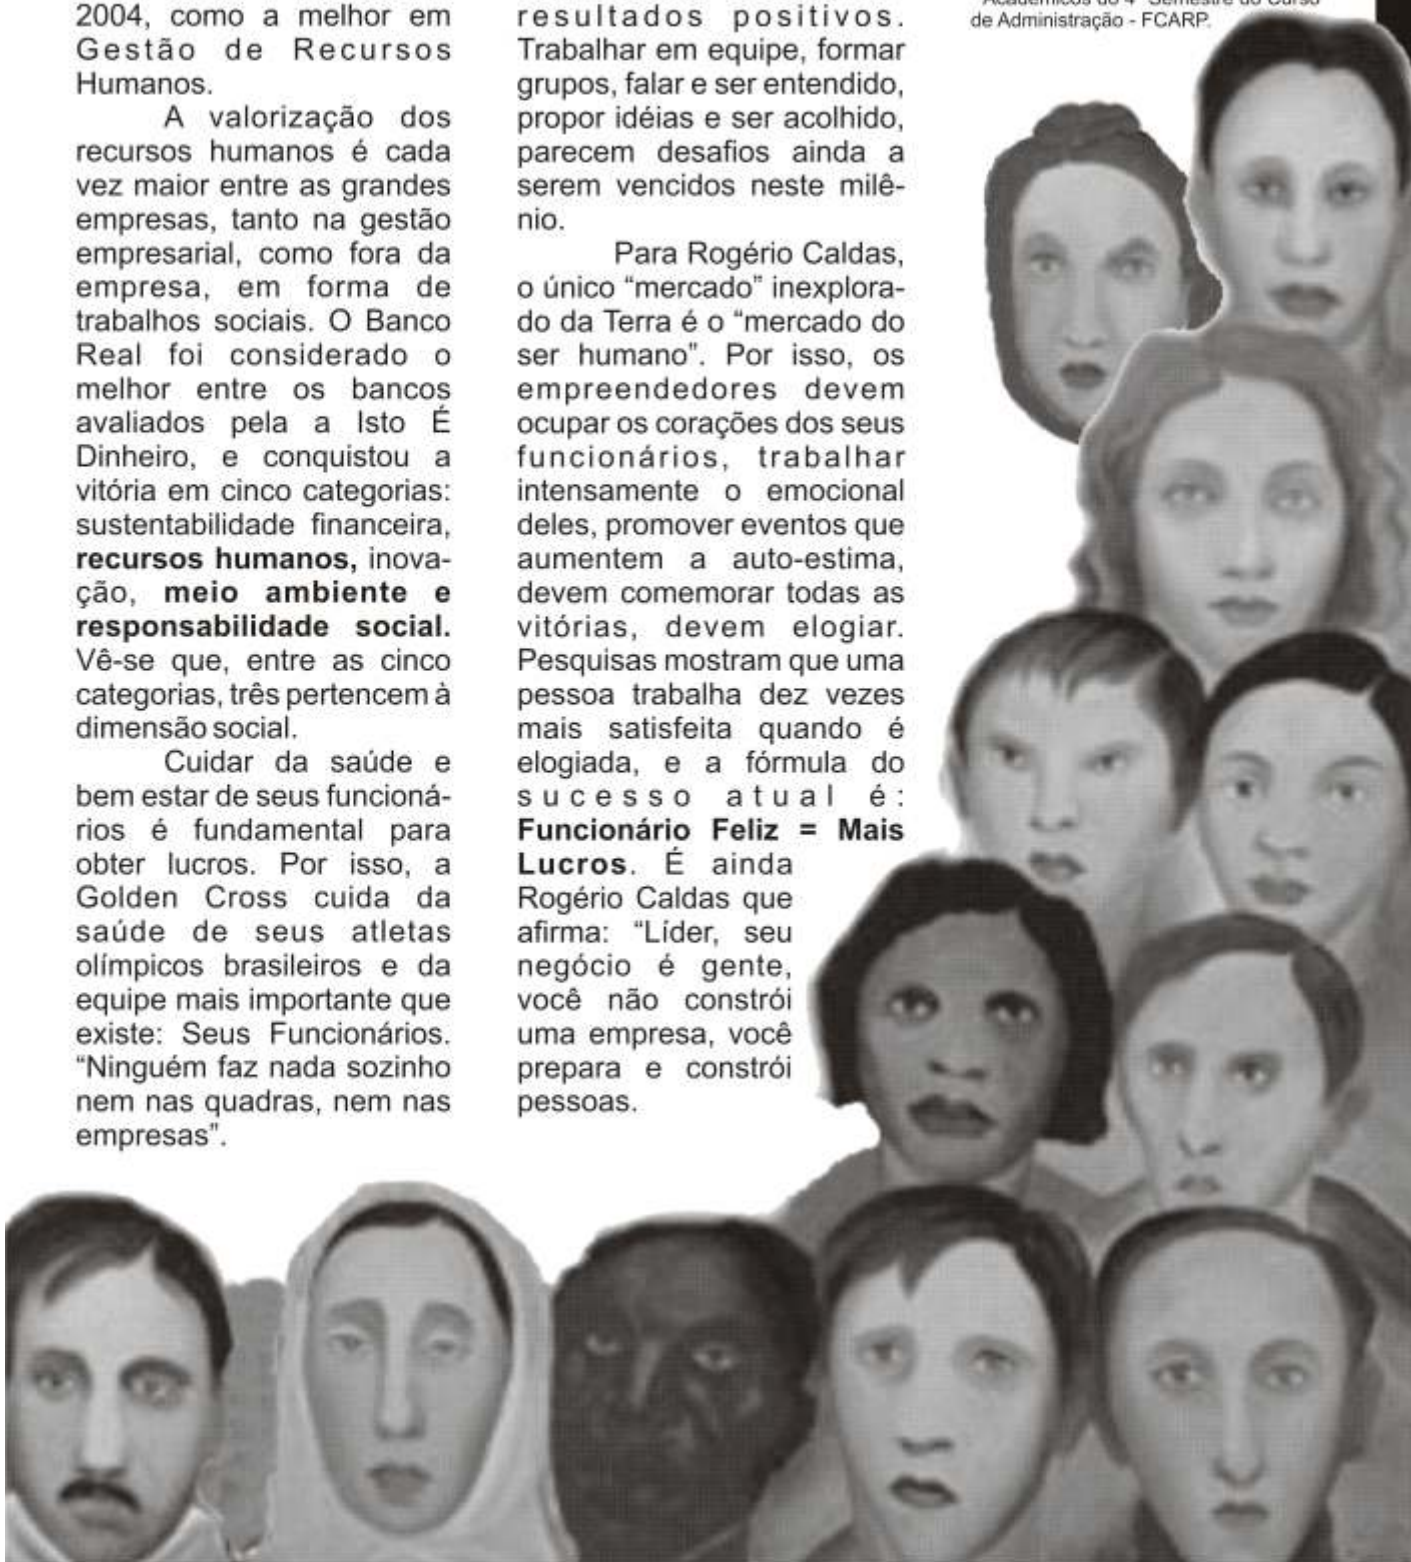 2004, como a melhor em
Gestão de Recursos
Humanos.
A valorização dos
recursos humanos é cada
vez maior entre as grandes
empresas, tanto na gestão
empresarial, como fora da
empresa, em forma de
trabalhos sociais. O Banco
Real foi considerado o
melhor entre os bancos
avaliados pela a Isto É
Dinheiro, e conquistou a
vitória em cinco categorias:
sustentabilidade financeira,
recursos humanos, inova-
ção, meio ambiente e
responsabilidade social.
Vê-se que, entre as cinco
categorias, três pertencem à
dimensão social.
Cuidar da saúde e
bem estar de seus funcioná-
rios é fundamental para
obter lucros. Por isso, a
Golden Cross cuida da
saúde de seus atletas
olímpicos brasileiros e da
equipe mais importante que
existe: Seus Funcionários.
“Ninguém faz nada sozinho
nem nas quadras, nem nas
empresas”.
resultados positivos.
Trabalhar em equipe, formar
grupos, falar e ser entendido,
propor idéias e ser acolhido,
parecem desafios ainda a
serem vencidos neste milê-
nio.
Para Rogério Caldas,
o único “mercado” inexplora-
do da Terra é o “mercado do
ser humano”. Por isso, os
empreendedores devem
ocupar os corações dos seus
funcionários, trabalhar
intensamente o emocional
deles, promover eventos que
aumentem a auto-estima,
devem comemorar todas as
vitórias, devem elogiar.
Pesquisas mostram que uma
pessoa trabalha dez vezes
mais satisfeita quando é
elogiada, e a fórmula do
sucesso atual é:
Funcionário Feliz = Mais
Lucros. É ainda
Rogério Caldas que
afirma: “Líder, seu
negócio é gente,
você não constrói
uma empresa, você
prepara e constrói
pessoas.
Acadêmicos do 4º Semestre do Curso
de Administração - FCARP.